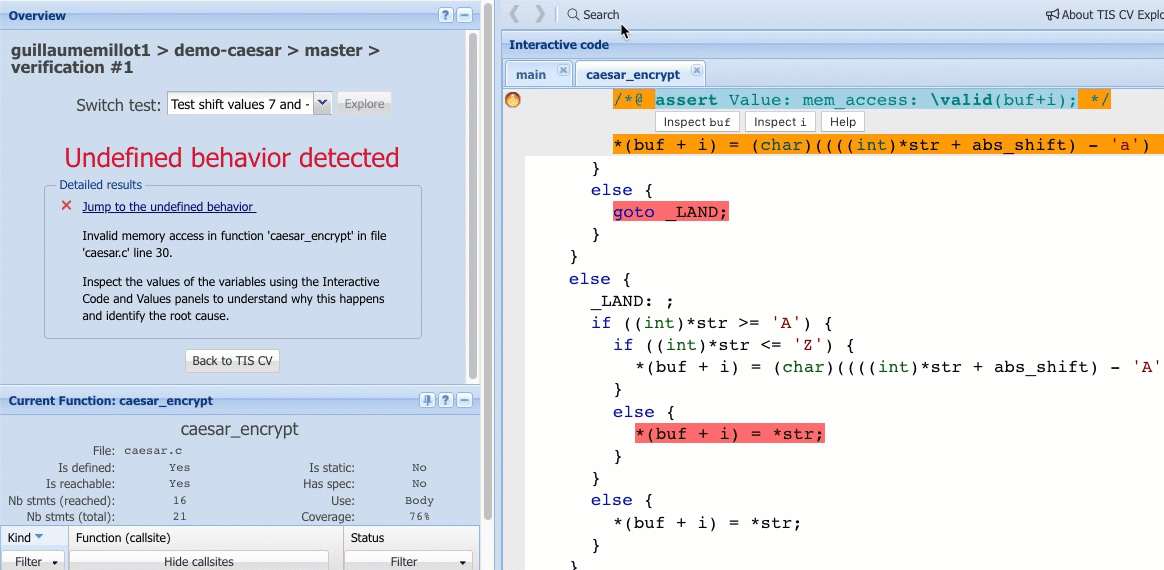 Overview
guillaumemillot1 > demo-caesar > master >
verification #1
Switch test: Test shift values 7 and - Explore
Undefined behavior detected
Detailed results
Jump to the undefined behavior
Invalid memory access in function 'caesar_encrypt' in file
'caesar.c' line 30.
Inspect the values of the variables using the Interactive
Code and Values panels to understand why this happens
and identify the root cause.
Back to TIS CV
Current Function: caesar_encrypt
caesar_encrypt
File: caesar.c
Is defined: Yes Is static: No
Is reachable: Yes Has spec: No
Nb stmts (reached): 16 Use: Body
Nb stmts (total): 21 Coverage: 76%
Kind Function (callsite) Status
Filter Hide callsites Filter
Search About TIS CV Explo
Interactive code
main caesar_encrypt
/*@ assert Value: mem_access: \valid(buf+i); */
Inspect buf Inspect i Help
*(buf + i) = (char)((((int)*str + abs_shift) - 'a')
}
else {
goto _LAND;
}
}
else {
_LAND: ;
if ((int)*str >= 'A') {
if ((int)*str <= 'Z') {
*(buf + i) = (char)((((int)*str + abs_shift) - 'A'
}
else {
*(buf + i) = *str;
}
}
else {
*(buf + i) = *str;
}
}